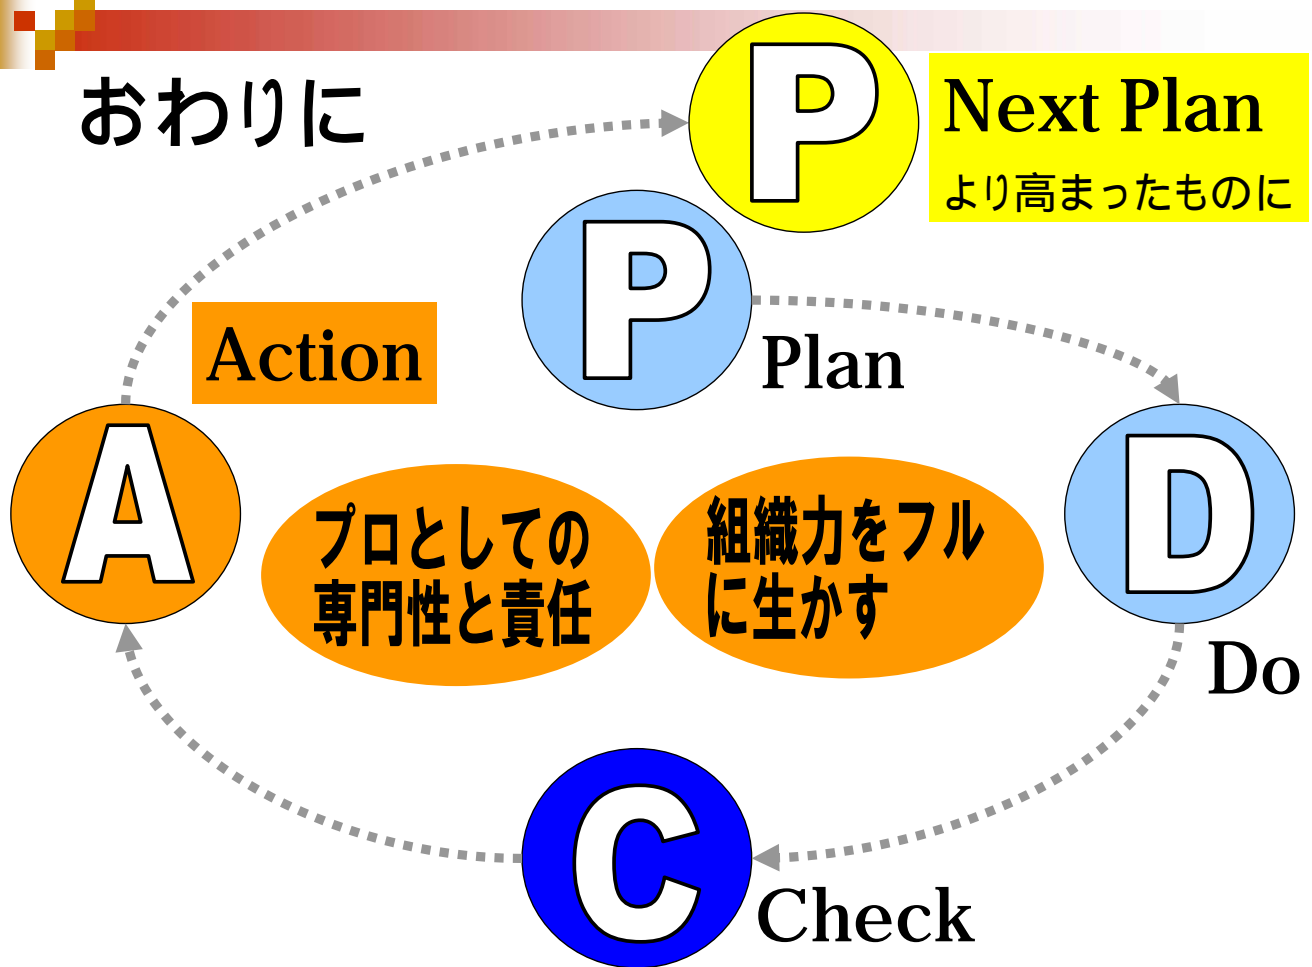 おわりに
P
Next Plan
より高まったものに
P
Plan
Action
A
D
プロとしての
専門性と責任
組織力をフル
に生かす
Do
C
Check